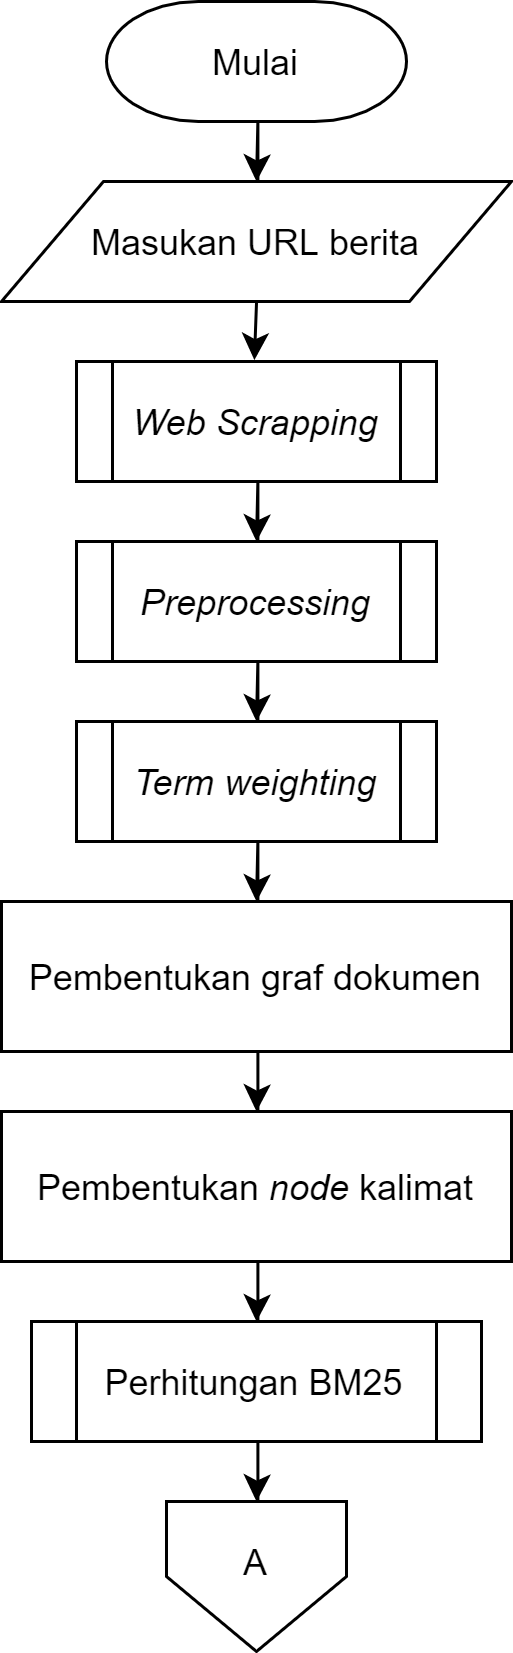 Mulai
Masukan URL berita
Web Scrapping
Preprocessing
Term weighting
Pembentukan graf dokumen
Pembentukan node kalimat
Perhitungan BM25
A